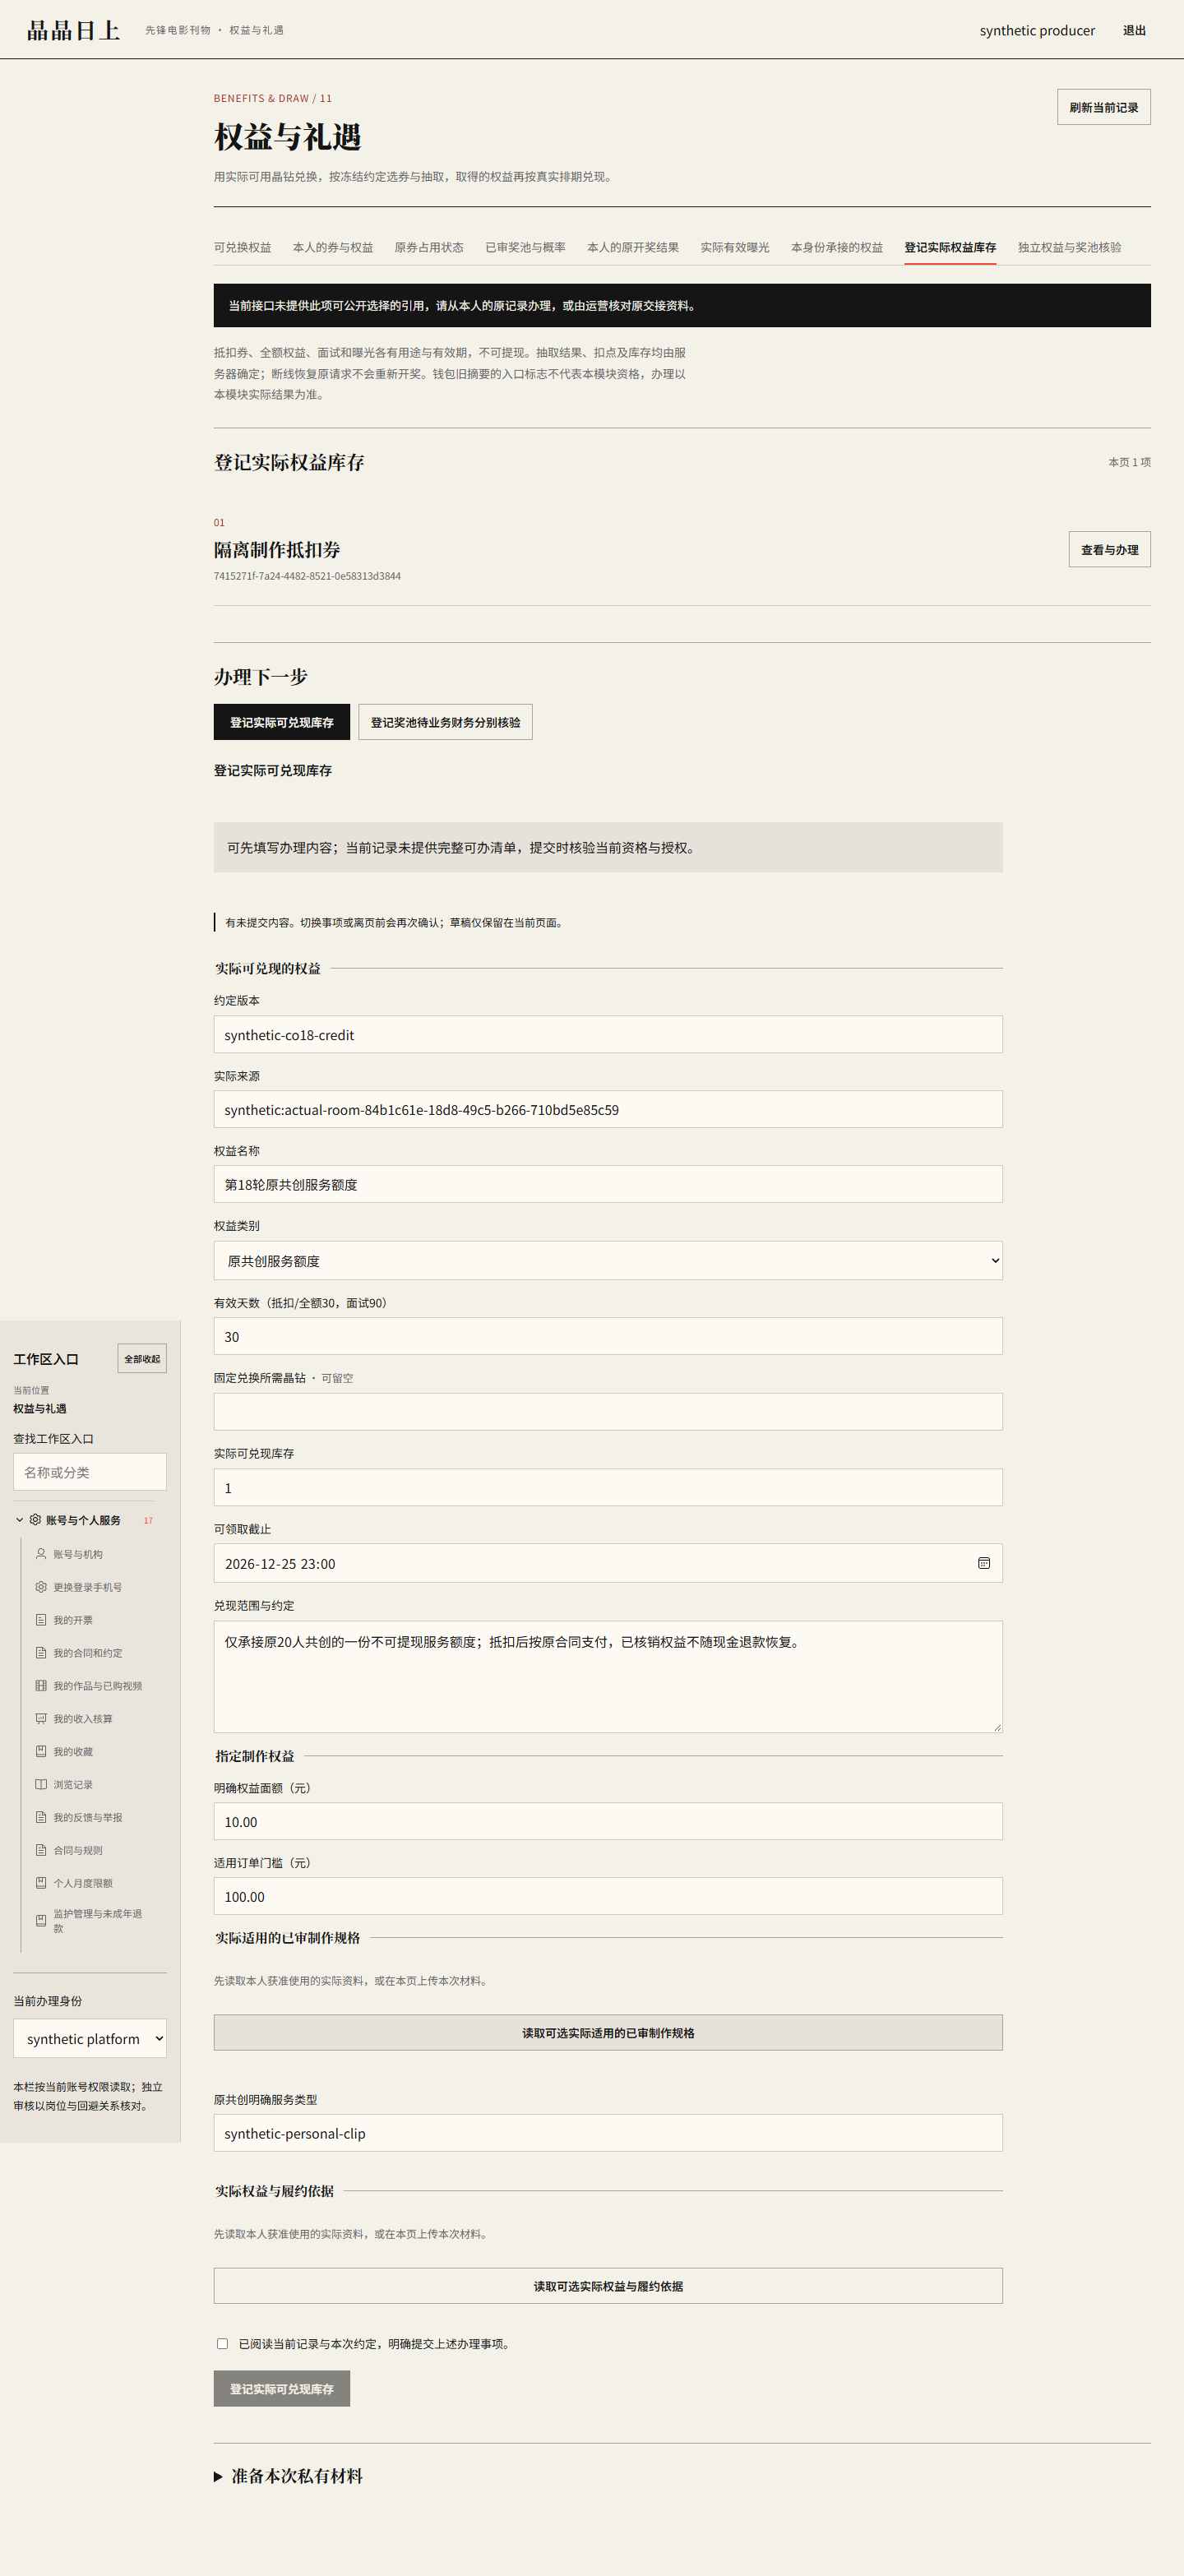 晶晶日上
先锋电影刊物 · 权益与礼遇
synthetic producer
退出
BENEFITS & DRAW / 11
权益与礼遇
刷新当前记录
用实际可用晶钻兑换，按冻结约定选券与抽取，取得的权益再按真实排期兑现。
可兑换权益
本人的券与权益
原券占用状态
已审奖池与概率
本人的原开奖结果
实际有效曝光
本身份承接的权益
登记实际权益库存
独立权益与奖池核验
当前接口未提供此项可公开选择的引用，请从本人的原记录办理，或由运营核对原交接资料。
抵扣券、全额权益、面试和曝光各有用途与有效期，不可提现。抽取结果、扣点及库存均由服
务器确定；断线恢复原请求不会重新开奖。钱包旧摘要的入口标志不代表本模块资格，办理以
本模块实际结果为准。
登记实际权益库存
本页 1 项
01
隔离制作抵扣券
7415271f-7a24-4482-8521-0e58313d3844
查看与办理
办理下一步
登记实际可兑现库存
登记奖池待业务财务分别核验
登记实际可兑现库存
可先填写办理内容；当前记录未提供完整可办清单，提交时核验当前资格与授权。
有未提交内容。切换事项或离页前会再次确认；草稿仅保留在当前页面。
实际可兑现的权益
约定版本
synthetic-co18-credit
实际来源
synthetic:actual-room-84b1c61e-18d8-49c5-b266-710bd5e85c59
权益名称
第18轮原共创服务额度
权益类别
原共创服务额度
有效天数（抵扣/全额30，面试90）
30
固定兑换所需晶钻 · 可留空
实际可兑现库存
1
可领取截止
2026-12-25 23:00
兑现范围与约定
仅承接原20人共创的一份不可提现服务额度；抵扣后按原合同支付，已核销权益不随现金退款恢复。
指定制作权益
明确权益面额（元）
10.00
适用订单门槛（元）
100.00
实际适用的已审制作规格
先读取本人获准使用的实际资料，或在本页上传本次材料。
读取可选实际适用的已审制作规格
原共创明确服务类型
synthetic-personal-clip
实际权益与履约依据
先读取本人获准使用的实际资料，或在本页上传本次材料。
读取可选实际权益与履约依据
已阅读当前记录与本次约定，明确提交上述办理事项。
登记实际可兑现库存
准备本次私有材料
工作区入口
全部收起
当前位置
权益与礼遇
查找工作区入口
名称或分类
账号与个人服务
17
账号与机构
更换登录手机号
我的开票
我的合同和约定
我的作品与已购视频
我的收入核算
我的收藏
浏览记录
我的反馈与举报
合同与规则
个人月度限额
监护管理与未成年退
款
当前办理身份
synthetic platform
本栏按当前账号权限读取；独立
审核以岗位与回避关系核对。